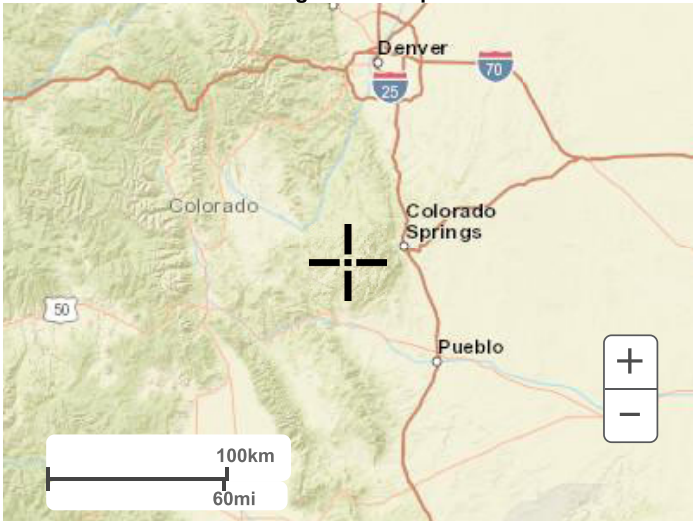 Denver
70
25
Colorado
Colorado
Springs
50
Pueblo
+
−
100km
60mi